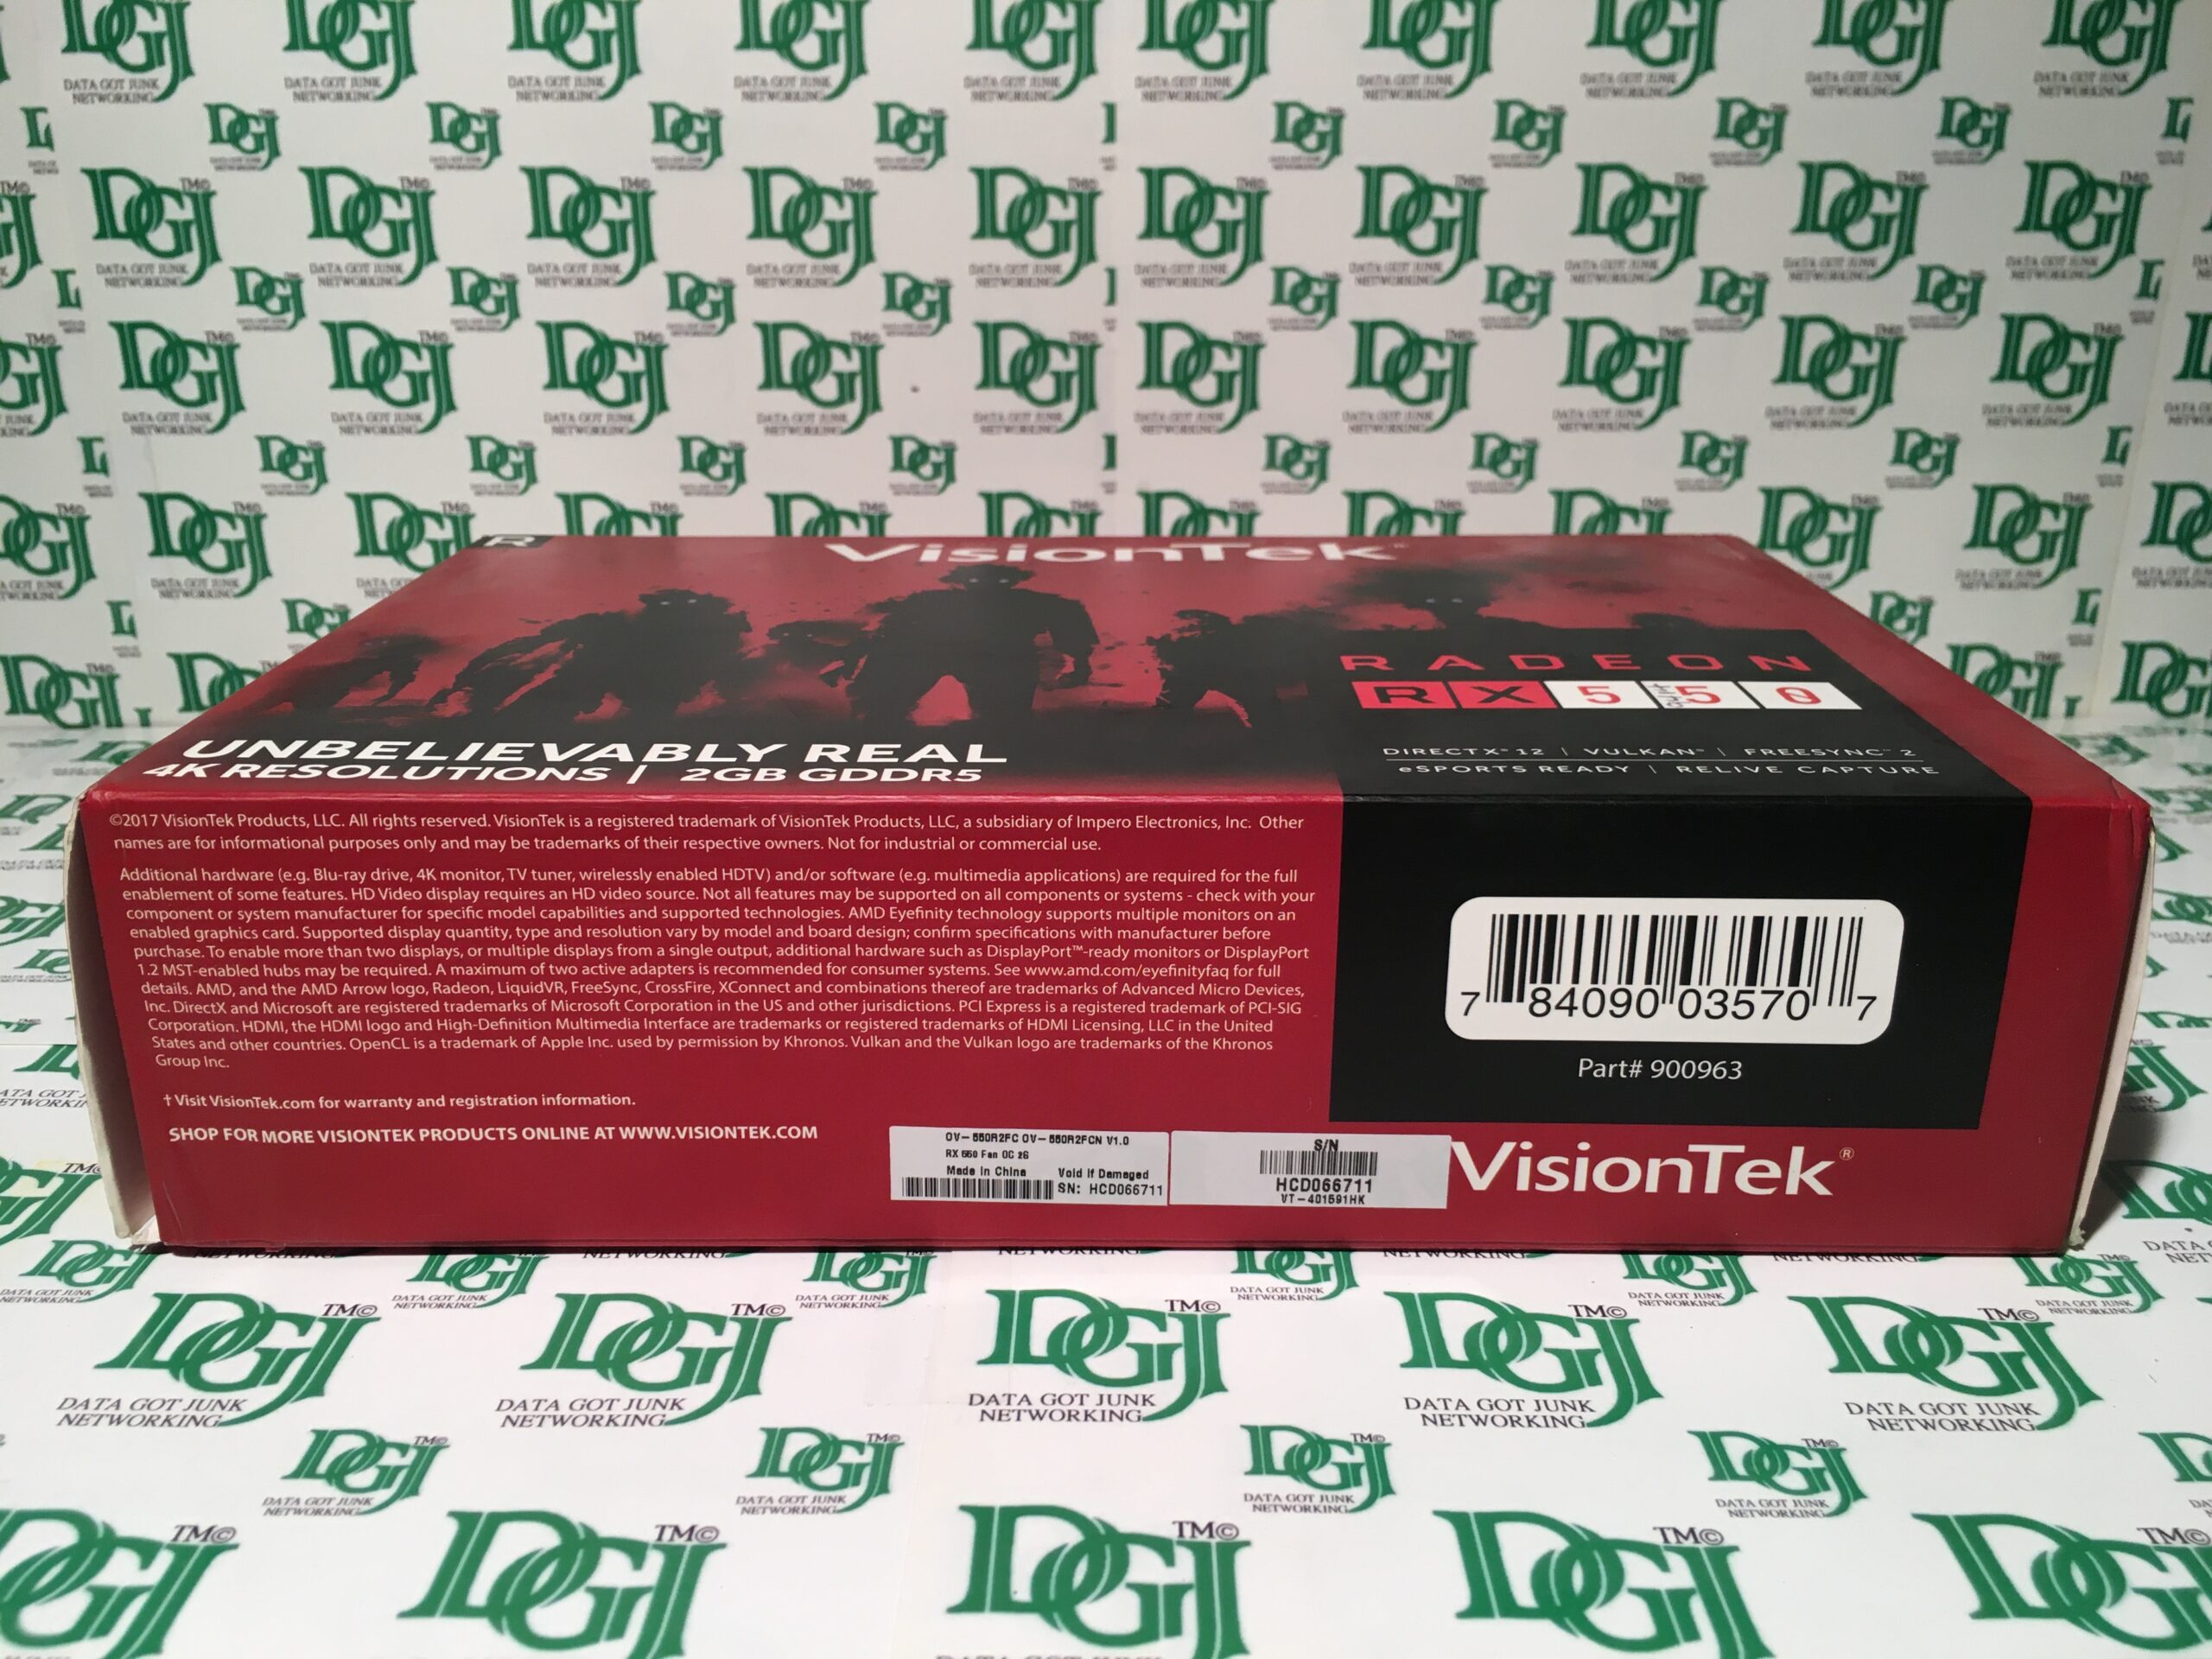 VisionTek®
RADEON
RX 550
UNBELIEVABLY REAL
4K RESOLUTIONS | 2GB GDDR5
DIRECTX® 12 | VULKAN® | FREESYNC™ 2
eSPORTS READY | RELIVE CAPTURE
©2017 VisionTek Products, LLC. All rights reserved. VisionTek is a registered trademark of VisionTek Products, LLC, a subsidiary of Impero Electronics, Inc. Other
names are for informational purposes only and may be trademarks of their respective owners. Not for industrial or commercial use.
Additional hardware (e.g. Blu-ray drive, 4K monitor, TV tuner, wirelessly enabled HDTV) and/or software (e.g. multimedia applications) are required for the full
enablement of some features. HD Video display requires an HD video source. Not all features may be supported on all components or systems - check with your
component or system manufacturer for specific model capabilities and supported technologies. AMD Eyefinity technology supports multiple monitors on an
enabled graphics card. Supported display quantity, type and resolution vary by model and board design; confirm specifications with manufacturer before
purchase. To enable more than two displays, or multiple displays from a single output, additional hardware such as DisplayPort™-ready monitors or DisplayPort
1.2 MST-enabled hubs may be required. A maximum of two active adapters is recommended for consumer systems. See www.amd.com/eyefinityfaq for full
details. AMD, and the AMD Arrow logo, Radeon, LiquidVR, FreeSync, CrossFire, XConnect and combinations thereof are trademarks of Advanced Micro Devices,
Inc. DirectX and Microsoft are registered trademarks of Microsoft Corporation in the US and other jurisdictions. PCI Express is a registered trademark of PCI-SIG
Corporation. HDMI, the HDMI logo and High-Definition Multimedia Interface are trademarks or registered trademarks of HDMI Licensing, LLC in the United
States and other countries. OpenCL is a trademark of Apple Inc. used by permission by Khronos. Vulkan and the Vulkan logo are trademarks of the Khronos
Group Inc.
† Visit VisionTek.com for warranty and registration information.
SHOP FOR MORE VISIONTEK PRODUCTS ONLINE AT WWW.VISIONTEK.COM
7 84090 03570 7
Part# 900963
OV-550R2FC OV-550R2FCN V1.0
RX 550 Fan OC 2G
Made in China Void if Damaged
SN: HCD066711
S/N
HCD066711
VT-401591HK
VisionTek®
DGJ TM©
DATA GOT JUNK
NETWORKING